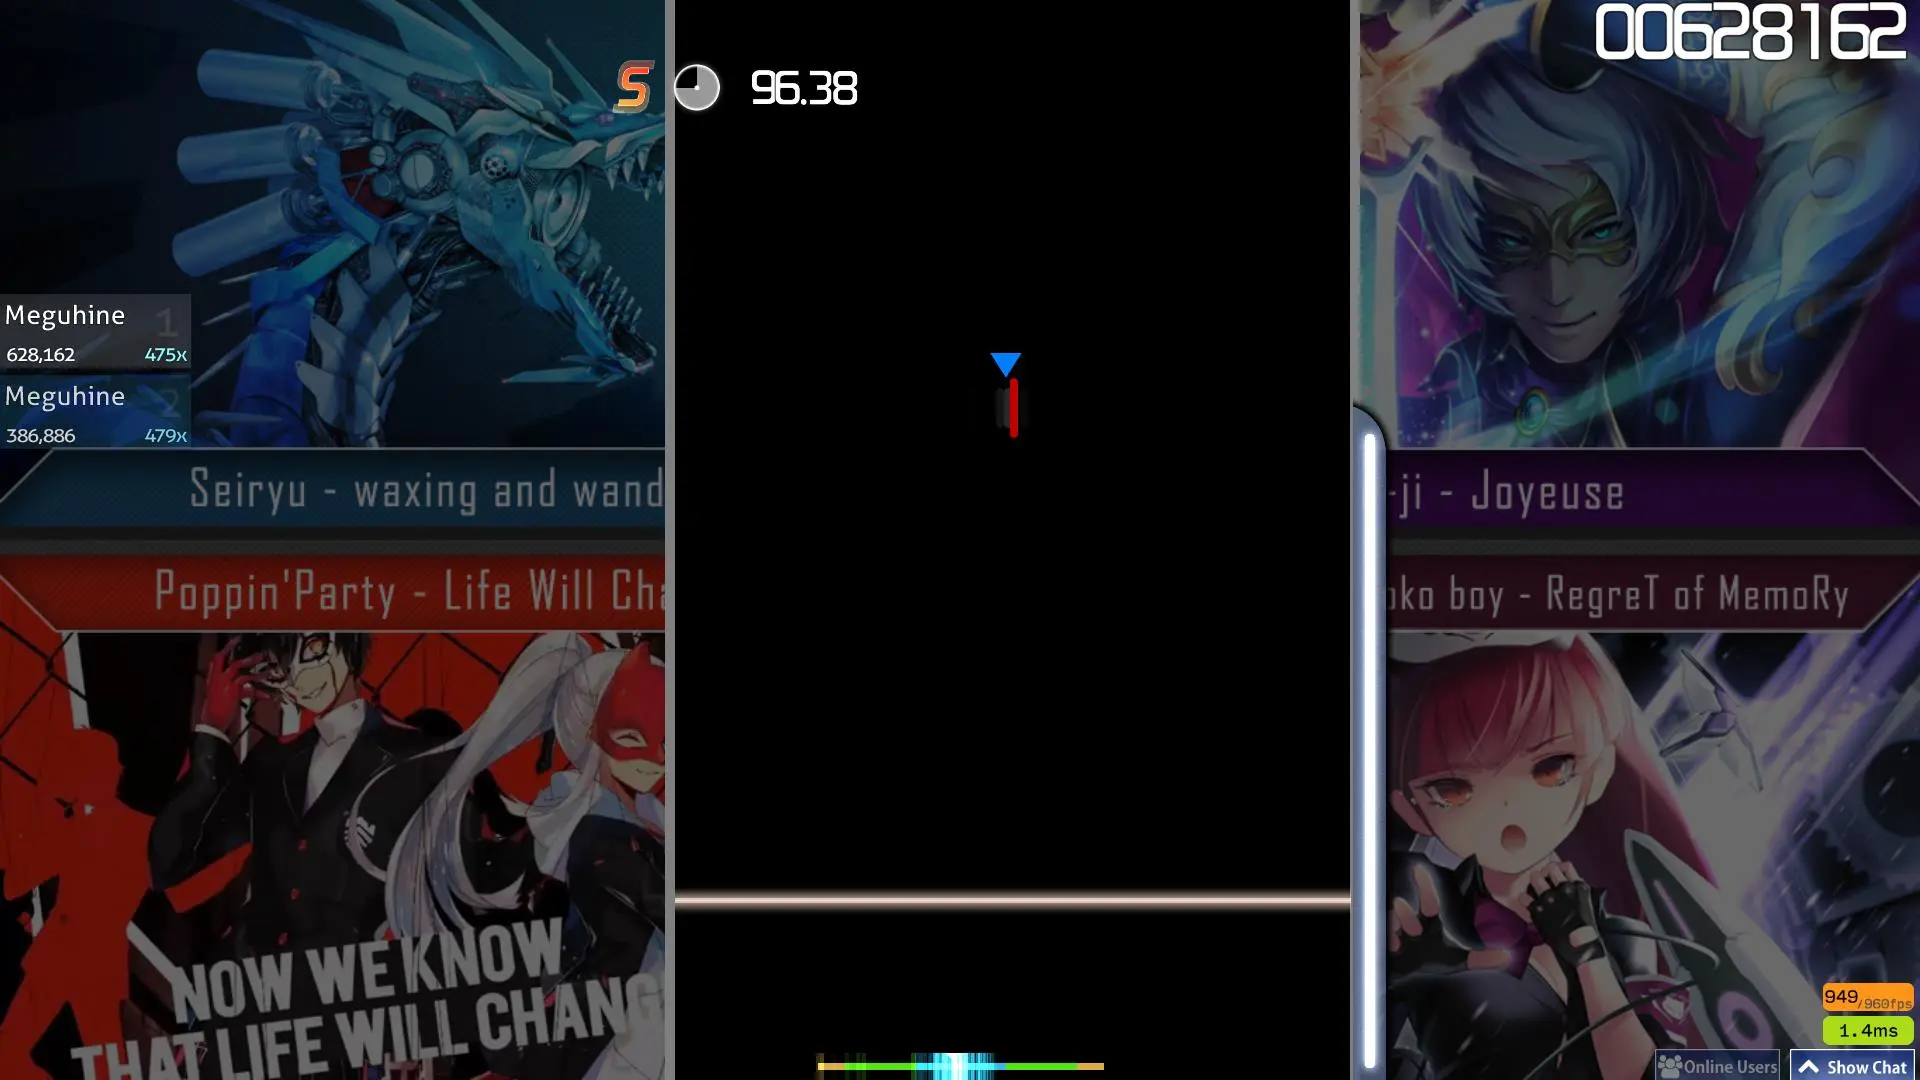 00628162
S
96.38
Meguhine
1
628,162 475x
Meguhine
2
386,886 479x
Seiryu - waxing and wand
-ji - Joyeuse
Poppin'Party - Life Will Cha
oko boy - RegreT of MemoRy
NOW WE KNOW
THAT LIFE WILL CHANG
949/960fps
1.4ms
Online Users
Show Chat